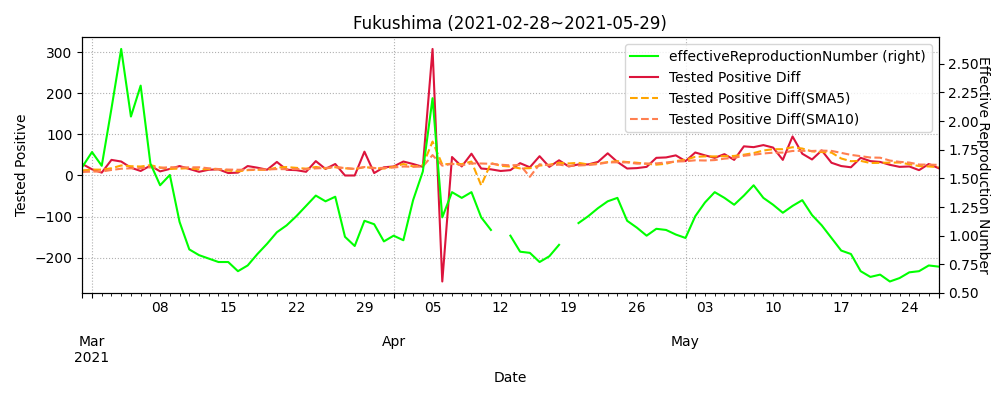 Fukushima (2021-02-28~2021-05-29)
effectiveReproductionNumber (right)
Tested Positive Diff
Tested Positive Diff(SMA5)
Tested Positive Diff(SMA10)
Tested Positive
300
200
100
0
−100
−200
Effective Reproduction Number
2.50
2.25
2.00
1.75
1.50
1.25
1.00
0.75
0.50
08 15 22 29 05 12 19 26 03 10 17 24
Mar Apr May
2021
Date